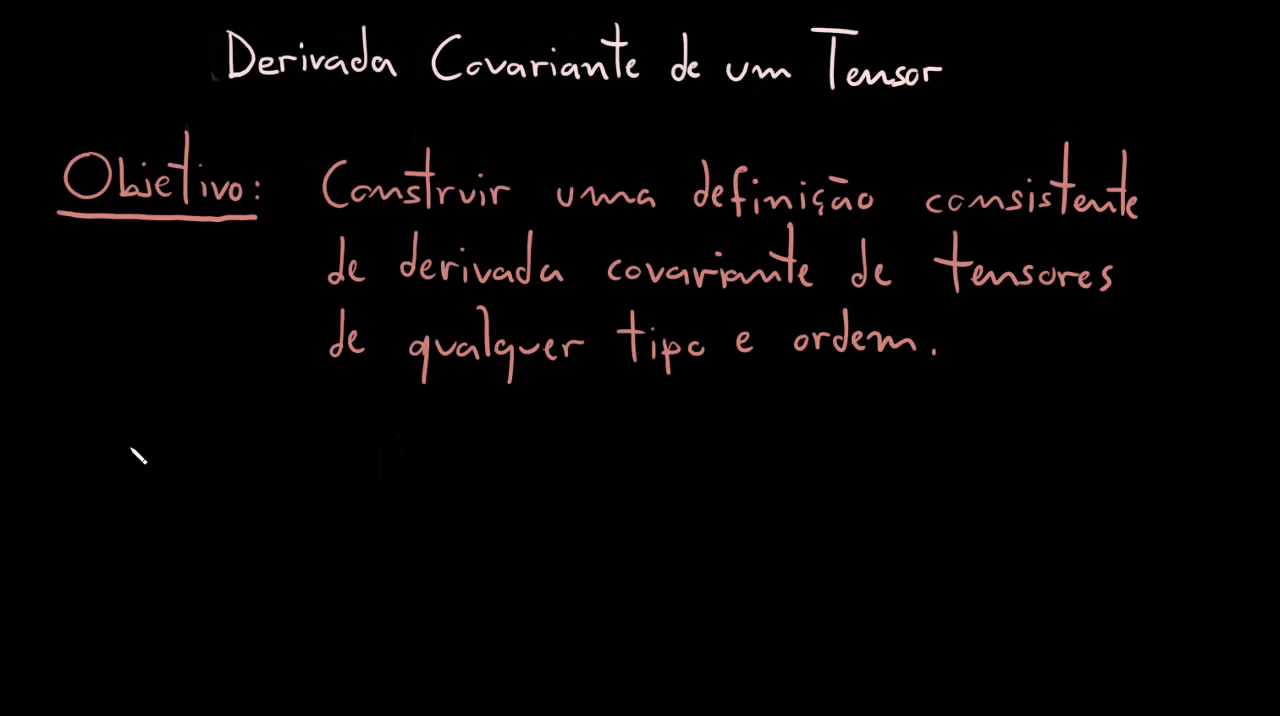 Derivada Covariante de um Tensor
Objetivo: Construir uma definição consistente
de derivada covariante de tensores
de qualquer tipo e ordem.